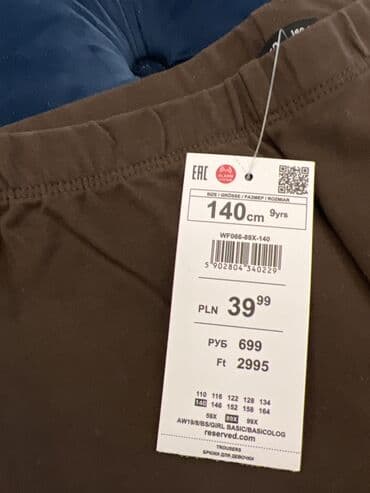 EAC
ALARM
SIZE / GRÖSSE / РАЗМЕР / ROZMIAR
140cm 9yrs
WF066-89X-140
5 902804 340229
PLN 39 99
РУБ 699
Ft 2995
110 116 122 128 134
140 146 152 158 164
59X 89X 99X
AW19/8/BS/GIRL BASIC/BASICOLOG
reserved.com
TROUSERS
БРЮКИ ДЛЯ ДЕВОЧКИ